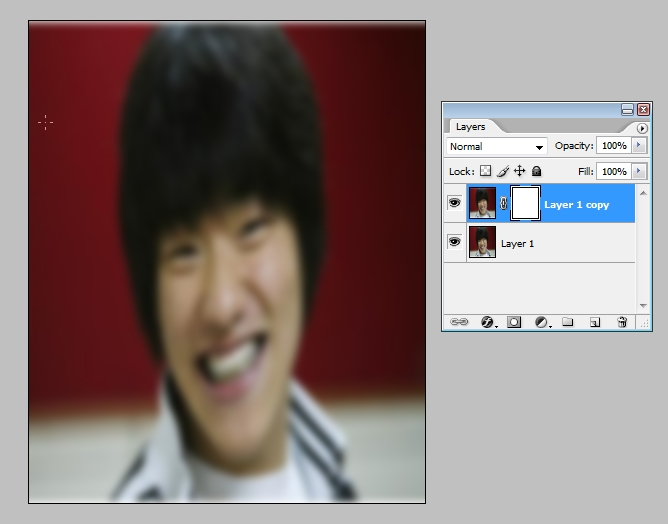 Layers
Normal
Opacity: 100%
Lock:
Fill: 100%
Layer 1 copy
Layer 1